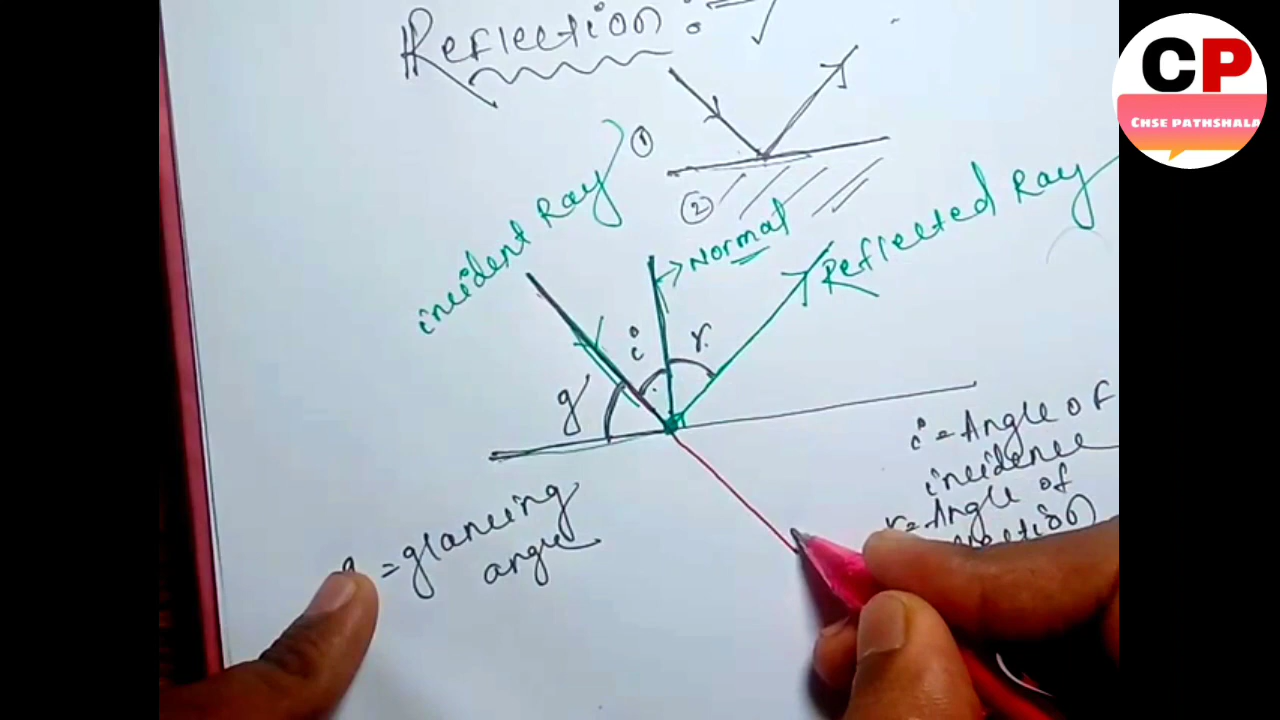 Reflection :
CP
CHSE PATHSHALA
①
②
incident Ray
Normal
Reflected Ray
i
r
g
i = Angle of
incidence
r = Angle of
= glancing
angle